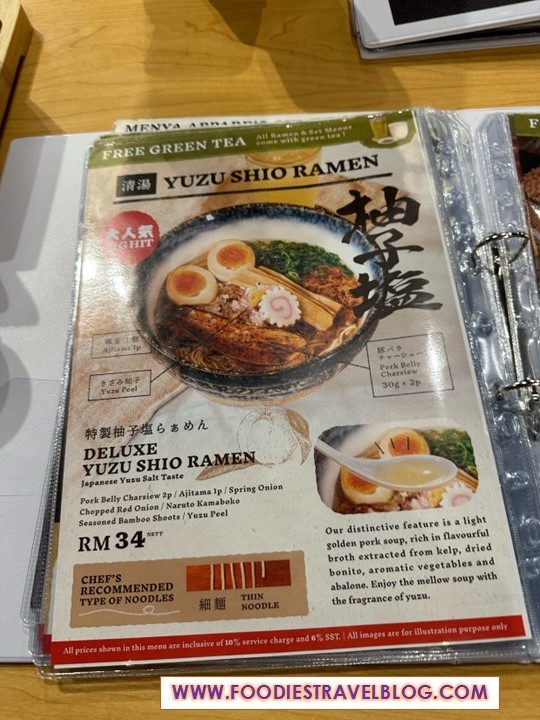 MENYA
FREE GREEN TEA
All Ramen & Set Menus
come with green tea !
F
清湯 YUZU SHIO RAMEN
柚子塩
大人気
味玉
Ajitama 1p
きざみ柚子
Yuzu Peel
豚バラ
チャーシュー
Pork Belly
Charsiew
30g × 2p
特製柚子塩らぁめん
DELUXE
YUZU SHIO RAMEN
Japanese Yuzu Salt Taste
Pork Belly Charsiew 2p / Ajitama 1p / Spring Onion
Chopped Red Onion / Naruto Kamaboko
Seasoned Bamboo Shoots / Yuzu Peel
RM 34 NETT
Our distinctive feature is a light
golden pork soup, rich in flavourful
broth extracted from kelp, dried
bonito, aromatic vegetables and
abalone. Enjoy the mellow soup with
the fragrance of yuzu.
CHEF'S
RECOMMENDED
TYPE OF NOODLES
細麺
THIN
NOODLE
All prices shown in this menu are inclusive of 10% service charge and 6% SST. | All images are for illustration purpose only
WWW.FOODIESTRAVELBLOG.COM